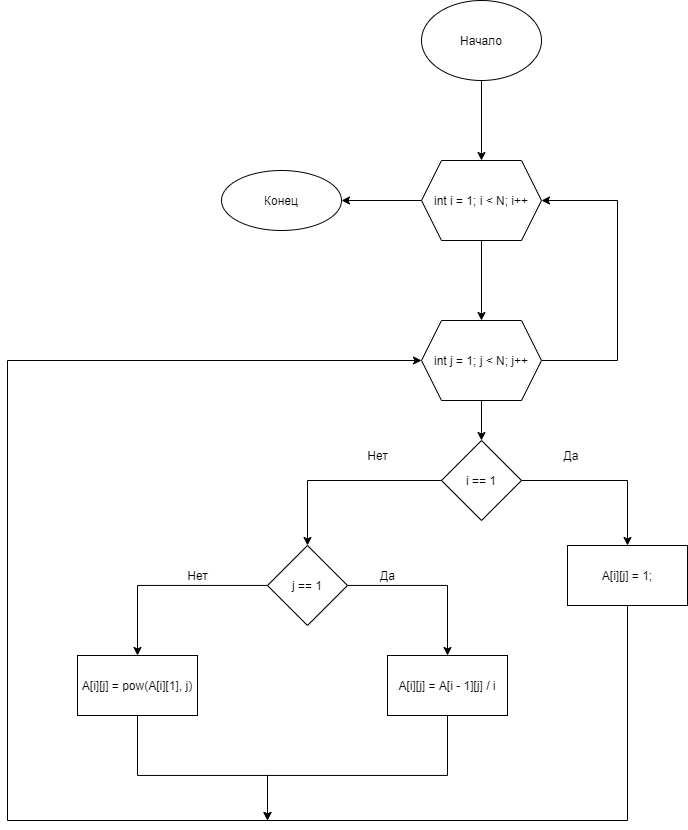 Начало
Конец
int i = 1; i < N; i++
int j = 1; j < N; j++
Нет
Да
i == 1
Нет
j == 1
Да
A[i][j] = 1;
A[i][j] = pow(A[i][1], j)
A[i][j] = A[i - 1][j] / i